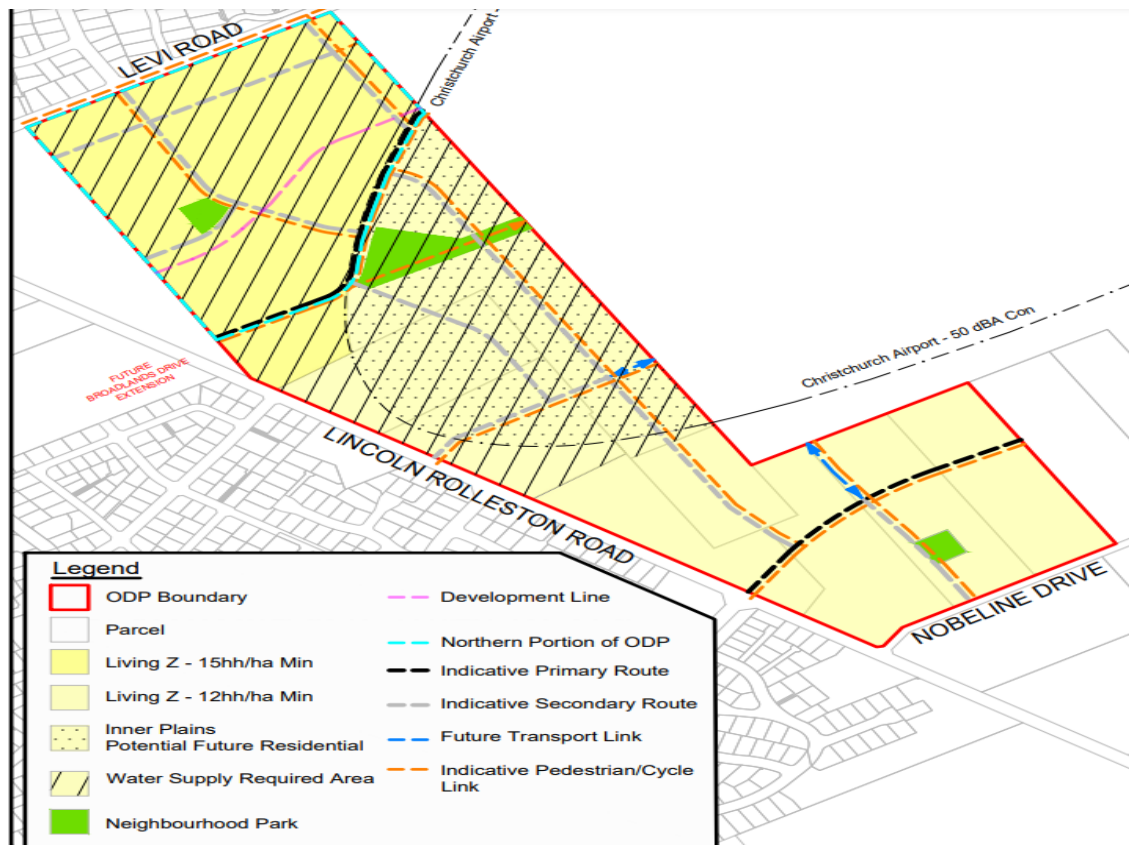 LEVI ROAD
Christchurch Airport -
Christchurch Airport - 50 dBA Con
FUTURE
BROADLANDS DRIVE
EXTENSION
LINCOLN ROLLESTON ROAD
NOBELINE DRIVE
Legend
ODP Boundary
Parcel
Living Z - 15hh/ha Min
Living Z - 12hh/ha Min
Inner Plains
Potential Future Residential
Water Supply Required Area
Neighbourhood Park
Development Line
Northern Portion of ODP
Indicative Primary Route
Indicative Secondary Route
Future Transport Link
Indicative Pedestrian/Cycle
Link